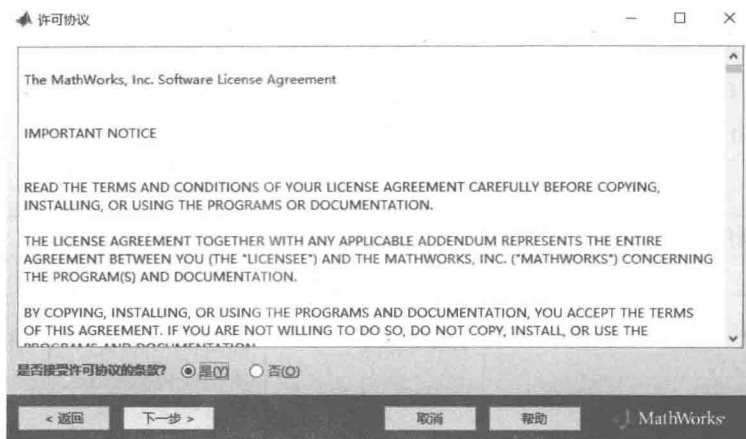 许可协议
The MathWorks, Inc. Software License Agreement
IMPORTANT NOTICE
READ THE TERMS AND CONDITIONS OF YOUR LICENSE AGREEMENT CAREFULLY BEFORE COPYING,
INSTALLING, OR USING THE PROGRAMS OR DOCUMENTATION.
THE LICENSE AGREEMENT TOGETHER WITH ANY APPLICABLE ADDENDUM REPRESENTS THE ENTIRE
AGREEMENT BETWEEN YOU (THE "LICENSEE") AND THE MATHWORKS, INC. ("MATHWORKS") CONCERNING
THE PROGRAM(S) AND DOCUMENTATION.
BY COPYING, INSTALLING, OR USING THE PROGRAMS AND DOCUMENTATION, YOU ACCEPT THE TERMS
OF THIS AGREEMENT. IF YOU ARE NOT WILLING TO DO SO, DO NOT COPY, INSTALL, OR USE THE
PROGRAMS AND DOCUMENTATION.
是否接受许可协议的条款? 是(Y) 否(O)
< 返回 下一步 > 取消 帮助 MathWorks